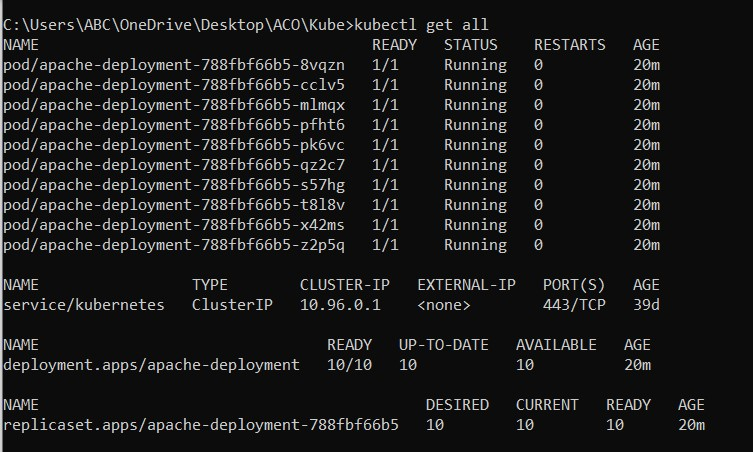 C:\Users\ABC\OneDrive\Desktop\ACO\Kube>kubectl get all
NAME READY STATUS RESTARTS AGE
pod/apache-deployment-788fbf66b5-8vqzn 1/1 Running 0 20m
pod/apache-deployment-788fbf66b5-cclv5 1/1 Running 0 20m
pod/apache-deployment-788fbf66b5-mlmqx 1/1 Running 0 20m
pod/apache-deployment-788fbf66b5-pfht6 1/1 Running 0 20m
pod/apache-deployment-788fbf66b5-pk6vc 1/1 Running 0 20m
pod/apache-deployment-788fbf66b5-qz2c7 1/1 Running 0 20m
pod/apache-deployment-788fbf66b5-s57hg 1/1 Running 0 20m
pod/apache-deployment-788fbf66b5-t8l8v 1/1 Running 0 20m
pod/apache-deployment-788fbf66b5-x42ms 1/1 Running 0 20m
pod/apache-deployment-788fbf66b5-z2p5q 1/1 Running 0 20m
NAME TYPE CLUSTER-IP EXTERNAL-IP PORT(S) AGE
service/kubernetes ClusterIP 10.96.0.1 <none> 443/TCP 39d
NAME READY UP-TO-DATE AVAILABLE AGE
deployment.apps/apache-deployment 10/10 10 10 20m
NAME DESIRED CURRENT READY AGE
replicaset.apps/apache-deployment-788fbf66b5 10 10 10 20m